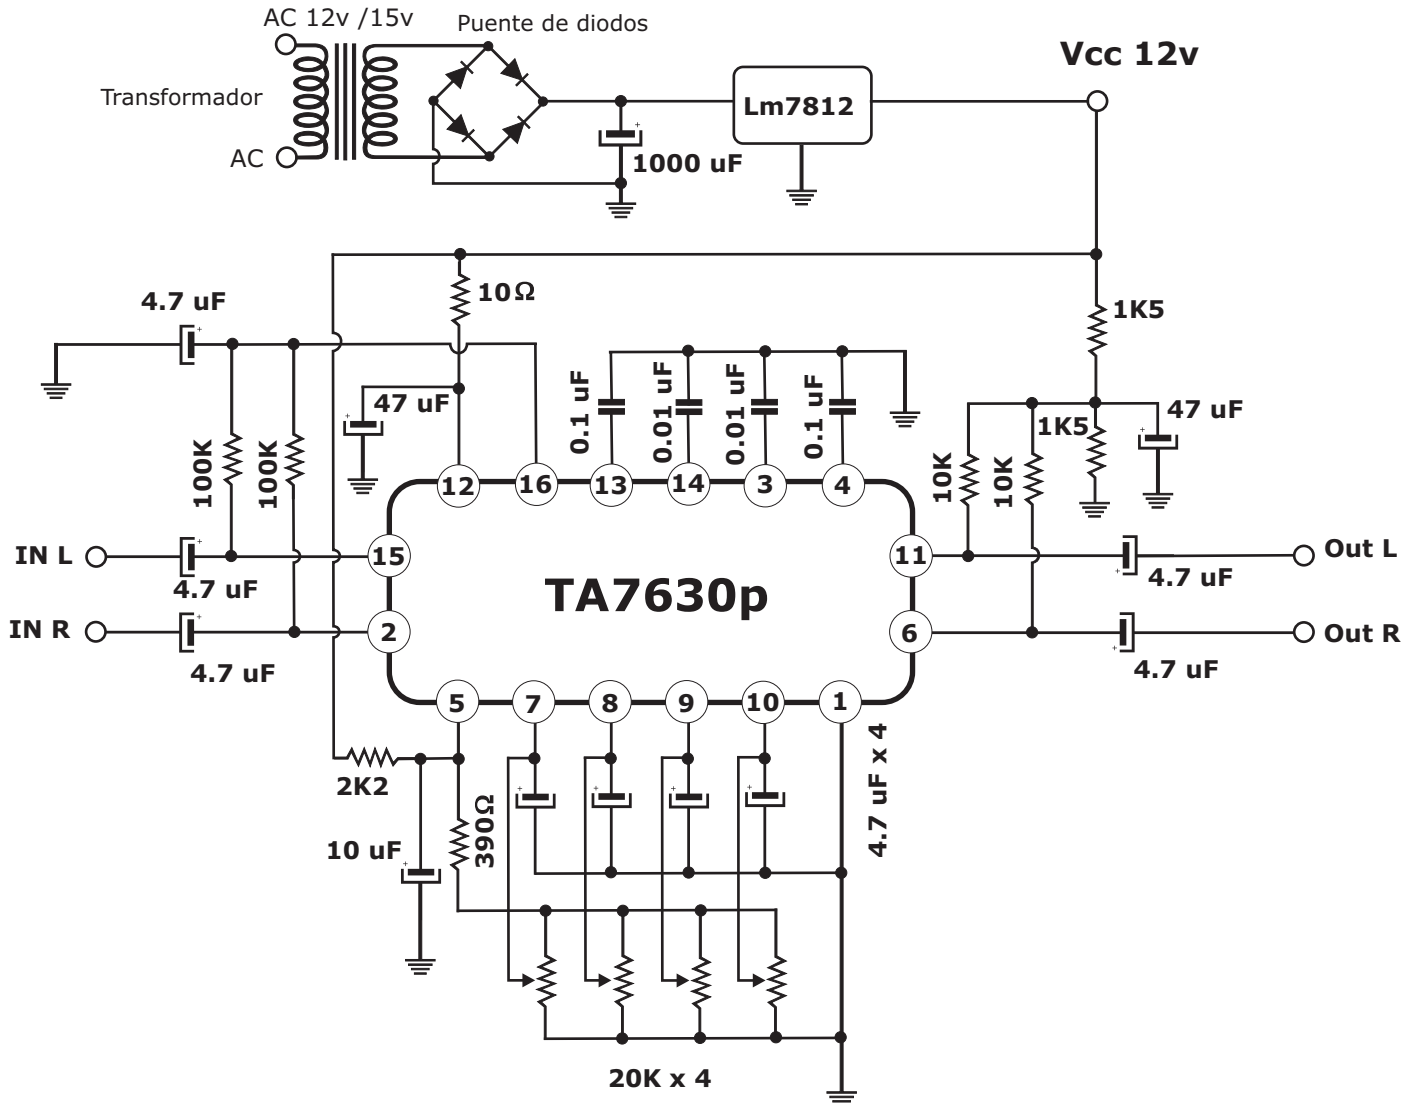 AC 12v /15v
Puente de diodos
Vcc 12v
Transformador
Lm7812
AC
1000 uF
+
10Ω
4.7 uF
1K5
47 uF
0.1 uF
0.01 uF
0.01 uF
0.1 uF
47 uF
1K5
100K
100K
10K
10K
12
16
13
14
3
4
IN L
15
11
Out L
4.7 uF
4.7 uF
TA7630p
IN R
2
6
Out R
4.7 uF
4.7 uF
5
7
8
9
10
1
2K2
390Ω
4.7 uF x 4
10 uF
20K x 4